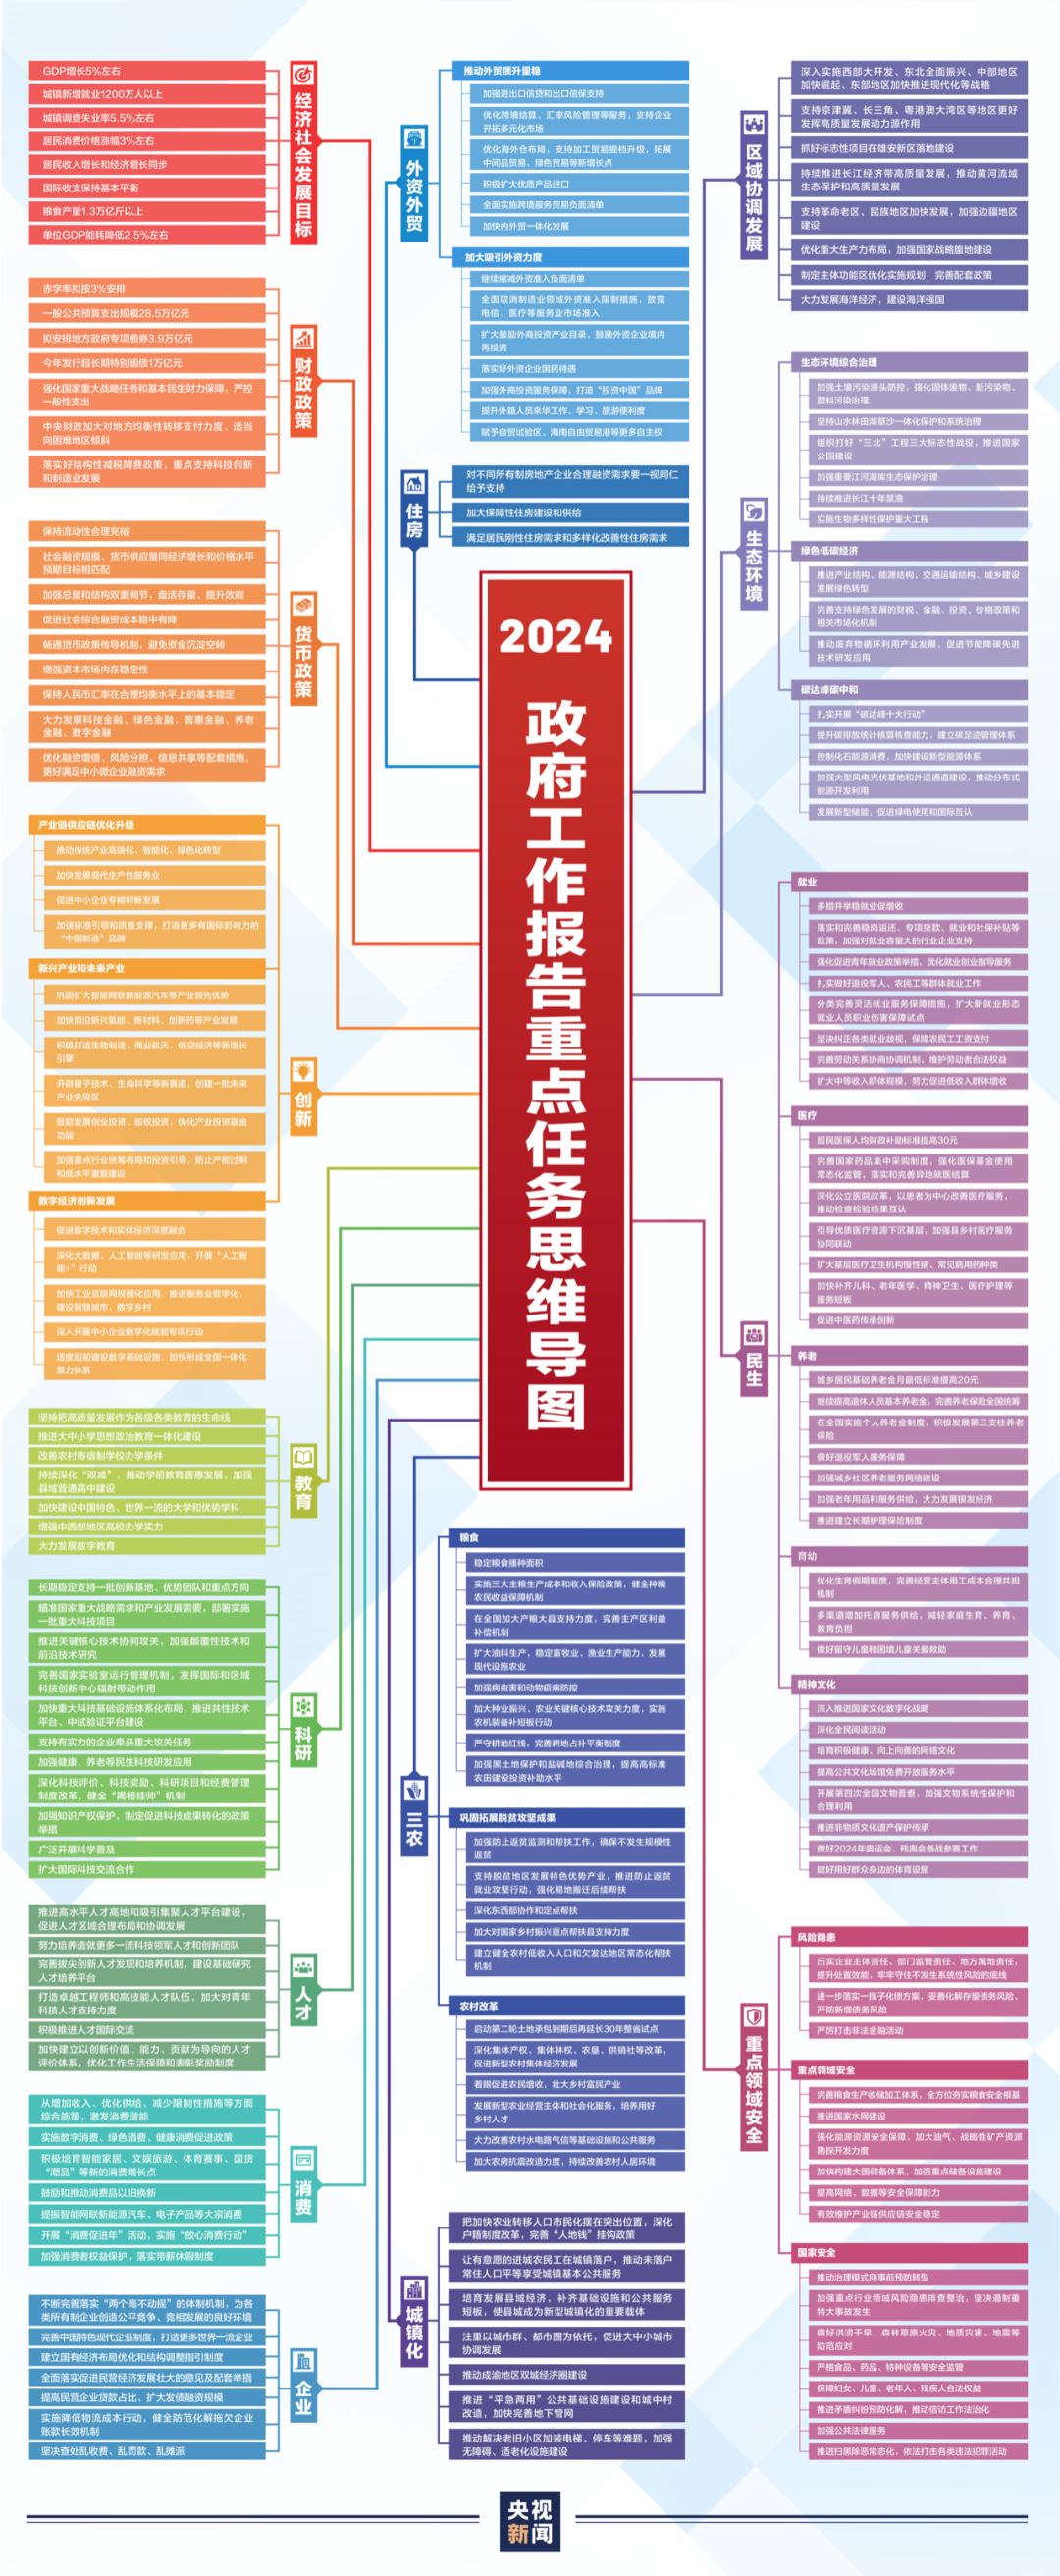 2024
政府工作报告重点任务思维导图
经济社会发展目标
GDP增长5%左右
城镇新增就业1200万人以上
城镇调查失业率5.5%左右
居民消费价格涨幅3%左右
居民收入增长和经济增长同步
国际收支保持基本平衡
粮食产量1.3万亿斤以上
单位GDP能耗降低2.5%左右
财政政策
赤字率拟按3%安排
一般公共预算支出规模28.5万亿元
拟安排地方政府专项债券3.9万亿元
今年发行超长期特别国债1万亿元
强化国家重大战略任务和基本民生财力保障，严控
一般性支出
中央财政加大对地方均衡性转移支付力度、适当
向困难地区倾斜
落实好结构性减税降费政策，重点支持科技创新
和制造业发展
货币政策
保持流动性合理充裕
社会融资规模、货币供应量同经济增长和价格水平
预期目标相匹配
加强总量和结构双重调节，盘活存量、提升效能
促进社会综合融资成本稳中有降
畅通货币政策传导机制，避免资金沉淀空转
增强资本市场内在稳定性
保持人民币汇率在合理均衡水平上的基本稳定
大力发展科技金融、绿色金融、普惠金融、养老
金融、数字金融
优化融资增信、风险分担、信息共享等配套措施，
更好满足中小微企业融资需求
创新
产业链供应链优化升级
推动传统产业高端化、智能化、绿色化转型
加快发展现代生产性服务业
促进中小企业专精特新发展
加强标准引领和质量支撑，打造更多有国际影响力的
“中国制造”品牌
新兴产业和未来产业
巩固扩大智能网联新能源汽车等产业领先优势
加快前沿新兴氢能、新材料、创新药等产业发展
积极打造生物制造、商业航天、低空经济等新增长
引擎
开辟量子技术、生命科学等新赛道，创建一批未来
产业先导区
鼓励发展创业投资、股权投资，优化产业投资基金
功能
加强重点行业统筹布局和投资引导，防止产能过剩
和低水平重复建设
数字经济创新发展
促进数字技术和实体经济深度融合
深化大数据、人工智能等研发应用，开展“人工智
能+”行动
加快工业互联网规模化应用，推进服务业数字化，
建设智慧城市、数字乡村
深入开展中小企业数字化赋能专项行动
适度超前建设数字基础设施，加快形成全国一体化
算力体系
教育
坚持把高质量发展作为各级各类教育的生命线
推进大中小学思想政治教育一体化建设
改善农村寄宿制学校办学条件
持续深化“双减”，推动学前教育普惠发展，加强
县域普通高中建设
加快建设中国特色、世界一流的大学和优势学科
增强中西部地区高校办学实力
大力发展数字教育
科研
长期稳定支持一批创新基地、优势团队和重点方向
瞄准国家重大战略需求和产业发展需要，部署实施
一批重大科技项目
推进关键核心技术协同攻关，加强颠覆性技术和
前沿技术研究
完善国家实验室运行管理机制，发挥国际和区域
科技创新中心辐射带动作用
加快重大科技基础设施体系化布局，推进共性技术
平台、中试验证平台建设
支持有实力的企业牵头重大攻关任务
加强健康、养老等民生科技研发应用
深化科技评价、科技奖励、科研项目和经费管理
制度改革，健全“揭榜挂帅”机制
加强知识产权保护，制定促进科技成果转化的政策
举措
广泛开展科学普及
扩大国际科技交流合作
人才
推进高水平人才高地和吸引集聚人才平台建设，
促进人才区域合理布局和协调发展
努力培养造就更多一流科技领军人才和创新团队
完善拔尖创新人才发现和培养机制，建设基础研究
人才培养平台
打造卓越工程师和高技能人才队伍，加大对青年
科技人才支持力度
积极推进人才国际交流
加快建立以创新价值、能力、贡献为导向的人才
评价体系，优化工作生活保障和表彰奖励制度
消费
从增加收入、优化供给、减少限制性措施等方面
综合施策，激发消费潜能
实施数字消费、绿色消费、健康消费促进政策
积极培育智能家居、文娱旅游、体育赛事、国货
“潮品”等新的消费增长点
鼓励和推动消费品以旧换新
提振智能网联新能源汽车、电子产品等大宗消费
开展“消费促进年”活动，实施“放心消费行动”
加强消费者权益保护，落实带薪休假制度
企业
不断完善落实“两个毫不动摇”的体制机制，为各
类所有制企业创造公平竞争、竞相发展的良好环境
完善中国特色现代企业制度，打造更多世界一流企业
建立国有经济布局优化和结构调整指引制度
全面落实促进民营经济发展壮大的意见及配套举措
提高民营企业贷款占比、扩大发债融资规模
实施降低物流成本行动，健全防范化解拖欠企业
账款长效机制
坚决查处乱收费、乱罚款、乱摊派
外资外贸
推动外贸质升量稳
加强进出口信贷和出口信保支持
优化跨境结算、汇率风险管理等服务，支持企业
开拓多元化市场
优化海外仓布局，支持加工贸易提档升级，拓展
中间品贸易、绿色贸易等新增长点
积极扩大优质产品进口
全面实施跨境服务贸易负面清单
加快内外贸一体化发展
加大吸引外资力度
继续缩减外资准入负面清单
全面取消制造业领域外资准入限制措施，放宽
电信、医疗等服务业市场准入
扩大鼓励外商投资产业目录，鼓励外资企业境内
再投资
落实好外资企业国民待遇
加强外商投资服务保障，打造“投资中国”品牌
提升外籍人员来华工作、学习、旅游便利度
赋予自贸试验区、海南自由贸易港等更多自主权
住房
对不同所有制房地产企业合理融资需求要一视同仁
给予支持
加大保障性住房建设和供给
满足居民刚性住房需求和多样化改善性住房需求
三农
粮食
稳定粮食播种面积
实施三大主粮生产成本和收入保险政策，健全种粮
农民收益保障机制
在全国加大产粮大县支持力度，完善主产区利益
补偿机制
扩大油料生产，稳定畜牧业、渔业生产能力，发展
现代设施农业
加强病虫害和动物疫病防控
加大种业振兴、农业关键核心技术攻关力度，实施
农机装备补短板行动
严守耕地红线，完善耕地占补平衡制度
加强黑土地保护和盐碱地综合治理，提高高标准
农田建设投资补助水平
巩固拓展脱贫攻坚成果
加强防止返贫监测和帮扶工作，确保不发生规模性
返贫
支持脱贫地区发展特色优势产业，推进防止返贫
就业攻坚行动，强化易地搬迁后续帮扶
深化东西部协作和定点帮扶
加大对国家乡村振兴重点帮扶县支持力度
建立健全农村低收入人口和欠发达地区常态化帮扶
机制
农村改革
启动第二轮土地承包到期后再延长30年整省试点
深化集体产权、集体林权、农垦、供销社等改革，
促进新型农村集体经济发展
着眼促进农民增收，壮大乡村富民产业
发展新型农业经营主体和社会化服务，培养用好
乡村人才
大力改善农村水电路气信等基础设施和公共服务
加大农房抗震改造力度，持续改善农村人居环境
城镇化
把加快农业转移人口市民化摆在突出位置，深化
户籍制度改革，完善“人地钱”挂钩政策
让有意愿的进城农民工在城镇落户，推动未落户
常住人口平等享受城镇基本公共服务
培育发展县域经济，补齐基础设施和公共服务
短板，使县城成为新型城镇化的重要载体
注重以城市群、都市圈为依托，促进大中小城市
协调发展
推动成渝地区双城经济圈建设
推进“平急两用”公共基础设施建设和城中村
改造，加快完善地下管网
推动解决老旧小区加装电梯、停车等难题，加强
无障碍、适老化设施建设
区域协调发展
深入实施西部大开发、东北全面振兴、中部地区
加快崛起、东部地区加快推进现代化等战略
支持京津冀、长三角、粤港澳大湾区等地区更好
发挥高质量发展动力源作用
抓好标志性项目在雄安新区落地建设
持续推进长江经济带高质量发展，推动黄河流域
生态保护和高质量发展
支持革命老区、民族地区加快发展，加强边疆地区
建设
优化重大生产力布局，加强国家战略腹地建设
制定主体功能区优化实施规划，完善配套政策
大力发展海洋经济，建设海洋强国
生态环境
生态环境综合治理
加强土壤污染源头防控，强化固体废物、新污染物、
塑料污染治理
坚持山水林田湖草沙一体化保护和系统治理
组织打好“三北”工程三大标志性战役，推进国家
公园建设
加强重要江河湖库生态保护治理
持续推进长江十年禁渔
实施生物多样性保护重大工程
绿色低碳经济
推进产业结构、能源结构、交通运输结构、城乡建设
发展绿色转型
完善支持绿色发展的财税、金融、投资、价格政策和
相关市场化机制
推动废弃物循环利用产业发展，促进节能降碳先进
技术研发应用
碳达峰碳中和
扎实开展“碳达峰十大行动”
提升碳排放统计核算核查能力，建立碳足迹管理体系
控制化石能源消费，加快建设新型能源体系
加强大型风电光伏基地和外送通道建设，推动分布式
能源开发利用
发展新型储能，促进绿电使用和国际互认
民生
就业
多措并举稳就业促增收
落实和完善稳岗返还、专项贷款、就业和社保补贴等
政策，加强对就业容量大的行业企业支持
强化促进青年就业政策举措，优化就业创业指导服务
扎实做好退役军人、农民工等群体就业工作
分类完善灵活就业服务保障措施，扩大新就业形态
就业人员职业伤害保障试点
坚决纠正各类就业歧视，保障农民工工资支付
完善劳动关系协商协调机制，维护劳动者合法权益
扩大中等收入群体规模，努力促进低收入群体增收
医疗
居民医保人均财政补助标准提高30元
完善国家药品集中采购制度，强化医保基金使用
常态化监管，落实和完善异地就医结算
深化公立医院改革，以患者为中心改善医疗服务，
推动检查检验结果互认
引导优质医疗资源下沉基层，加强县乡村医疗服务
协同联动
扩大基层医疗卫生机构慢性病、常见病用药种类
加快补齐儿科、老年医学、精神卫生、医疗护理等
服务短板
促进中医药传承创新
养老
城乡居民基础养老金月最低标准提高20元
继续提高退休人员基本养老金，完善养老保险全国统筹
在全国实施个人养老金制度，积极发展第三支柱养老
保险
做好退役军人服务保障
加强城乡社区养老服务网络建设
加强老年用品和服务供给，大力发展银发经济
推进建立长期护理保险制度
育幼
优化生育假期制度，完善经营主体用工成本合理共担
机制
多渠道增加托育服务供给，减轻家庭生育、养育、
教育负担
做好留守儿童和困境儿童关爱救助
精神文化
深入推进国家文化数字化战略
深化全民阅读活动
培育积极健康、向上向善的网络文化
提高公共文化场馆免费开放服务水平
开展第四次全国文物普查，加强文物系统性保护和
合理利用
推进非物质文化遗产保护传承
做好2024年奥运会、残奥会备战参赛工作
建好用好群众身边的体育设施
重点领域安全
风险隐患
压实企业主体责任、部门监管责任、地方属地责任，
提升处置效能，牢牢守住不发生系统性风险的底线
进一步落实一揽子化债方案，妥善化解存量债务风险、
严防新增债务风险
严厉打击非法金融活动
重点领域安全
完善粮食生产收储加工体系，全方位夯实粮食安全根基
推进国家水网建设
强化能源资源安全保障，加大油气、战略性矿产资源
勘探开发力度
加快构建大国储备体系，加强重点储备设施建设
提高网络、数据等安全保障能力
有效维护产业链供应链安全稳定
国家安全
推动治理模式向事前预防转型
加强重点行业领域风险隐患排查整治，坚决遏制重
特大事故发生
做好洪涝干旱、森林草原火灾、地质灾害、地震等
防范应对
严格食品、药品、特种设备等安全监管
保障妇女、儿童、老年人、残疾人合法权益
推进矛盾纠纷预防化解，推动信访工作法治化
加强公共法律服务
推进扫黑除恶常态化，依法打击各类违法犯罪活动
央视
新闻